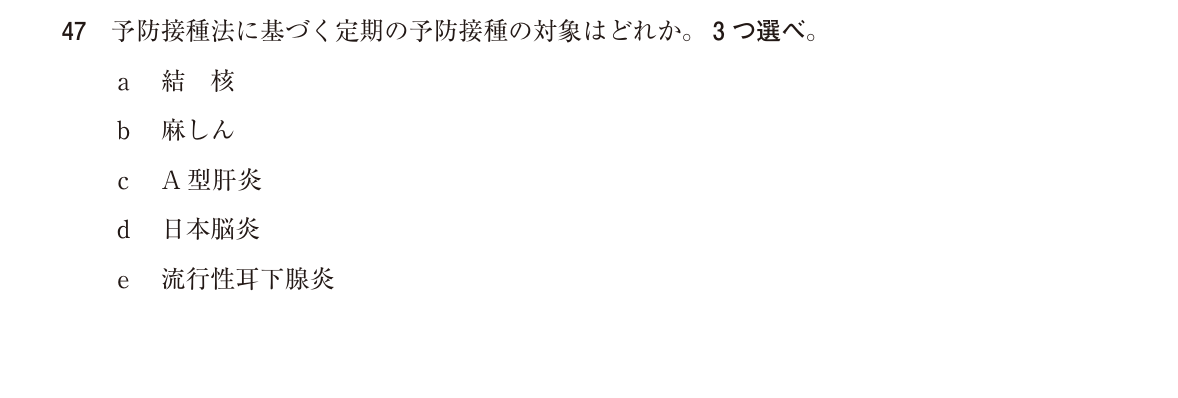 47 予防接種法に基づく定期の予防接種の対象はどれか。3つ選べ。
a 結　核
b 麻しん
c A 型肝炎
d 日本脳炎
e 流行性耳下腺炎